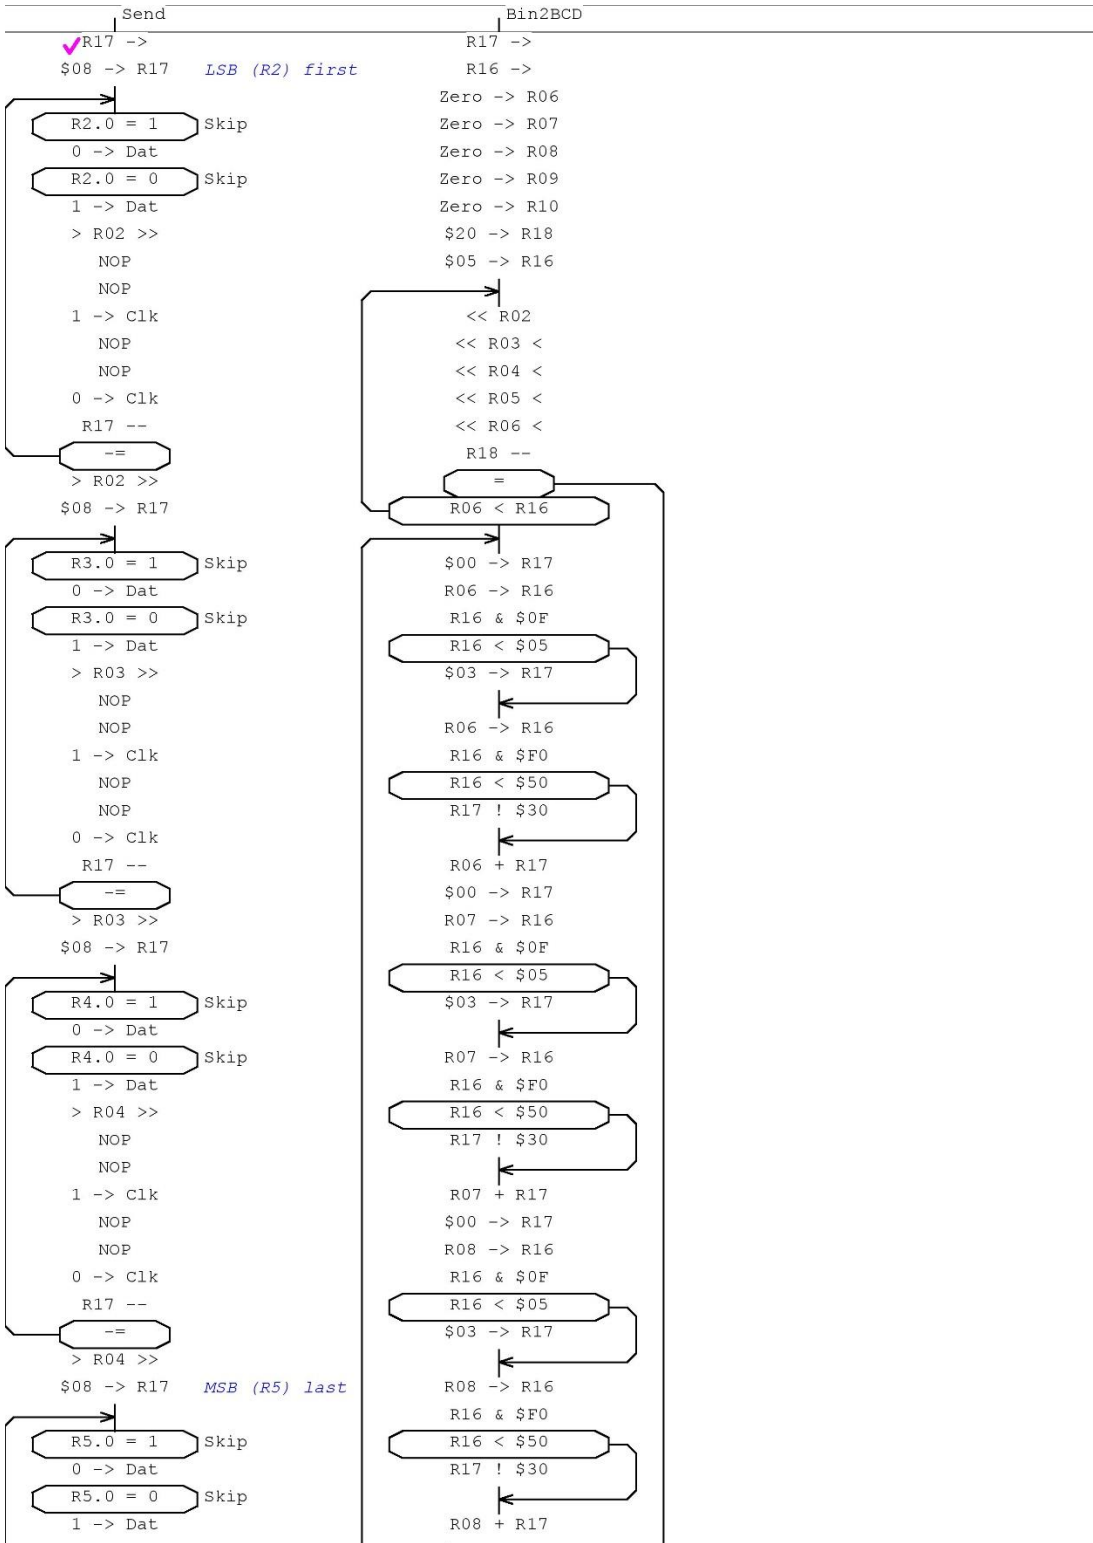 Send
R17 ->
$08 -> R17 LSB (R2) first
R2.0 = 1 Skip
0 -> Dat
R2.0 = 0 Skip
1 -> Dat
> R02 >>
NOP
NOP
1 -> Clk
NOP
NOP
0 -> Clk
R17 --
-=
> R02 >>
$08 -> R17
R3.0 = 1 Skip
0 -> Dat
R3.0 = 0 Skip
1 -> Dat
> R03 >>
NOP
NOP
1 -> Clk
NOP
NOP
0 -> Clk
R17 --
-=
> R03 >>
$08 -> R17
R4.0 = 1 Skip
0 -> Dat
R4.0 = 0 Skip
1 -> Dat
> R04 >>
NOP
NOP
1 -> Clk
NOP
NOP
0 -> Clk
R17 --
-=
> R04 >>
$08 -> R17 MSB (R5) last
R5.0 = 1 Skip
0 -> Dat
R5.0 = 0 Skip
1 -> Dat
Bin2BCD
R17 ->
R16 ->
Zero -> R06
Zero -> R07
Zero -> R08
Zero -> R09
Zero -> R10
$20 -> R18
$05 -> R16
<< R02
<< R03 <
<< R04 <
<< R05 <
<< R06 <
R18 --
=
R06 < R16
$00 -> R17
R06 -> R16
R16 & $0F
R16 < $05
$03 -> R17
R06 -> R16
R16 & $F0
R16 < $50
R17 ! $30
R06 + R17
$00 -> R17
R07 -> R16
R16 & $0F
R16 < $05
$03 -> R17
R07 -> R16
R16 & $F0
R16 < $50
R17 ! $30
R07 + R17
$00 -> R17
R08 -> R16
R16 & $0F
R16 < $05
$03 -> R17
R08 -> R16
R16 & $F0
R16 < $50
R17 ! $30
R08 + R17